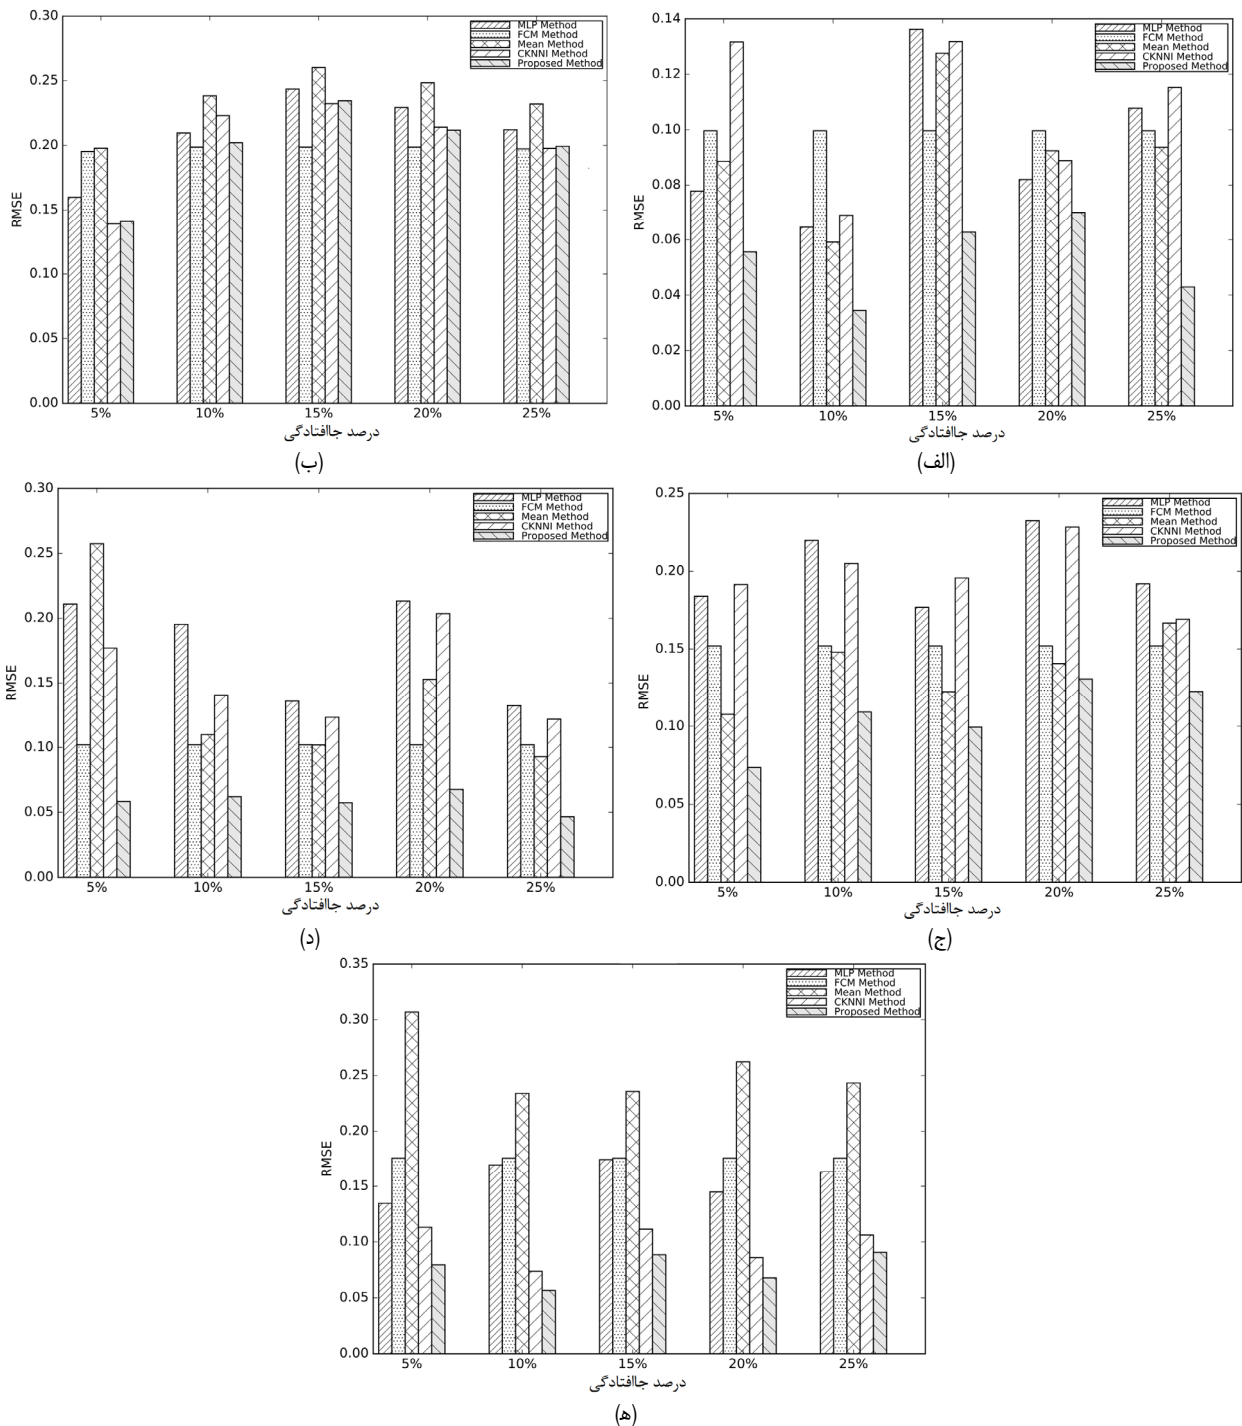 0.30
0.25
0.20
0.15
0.10
0.05
0.00
RMSE
MLP Method
FCM Method
Mean Method
CKNNI Method
Proposed Method
5% 10% 15% 20% 25%
درصد جاافتادگی
(ب)
0.14
0.12
0.10
0.08
0.06
0.04
0.02
0.00
RMSE
MLP Method
FCM Method
Mean Method
CKNNI Method
Proposed Method
5% 10% 15% 20% 25%
درصد جاافتادگی
(الف)
0.30
0.25
0.20
0.15
0.10
0.05
0.00
RMSE
MLP Method
FCM Method
Mean Method
CKNNI Method
Proposed Method
5% 10% 15% 20% 25%
درصد جاافتادگی
(د)
0.25
0.20
0.15
0.10
0.05
0.00
RMSE
MLP Method
FCM Method
Mean Method
CKNNI Method
Proposed Method
5% 10% 15% 20% 25%
درصد جاافتادگی
(ج)
0.35
0.30
0.25
0.20
0.15
0.10
0.05
0.00
RMSE
MLP Method
FCM Method
Mean Method
CKNNI Method
Proposed Method
5% 10% 15% 20% 25%
درصد جاافتادگی
(ه)